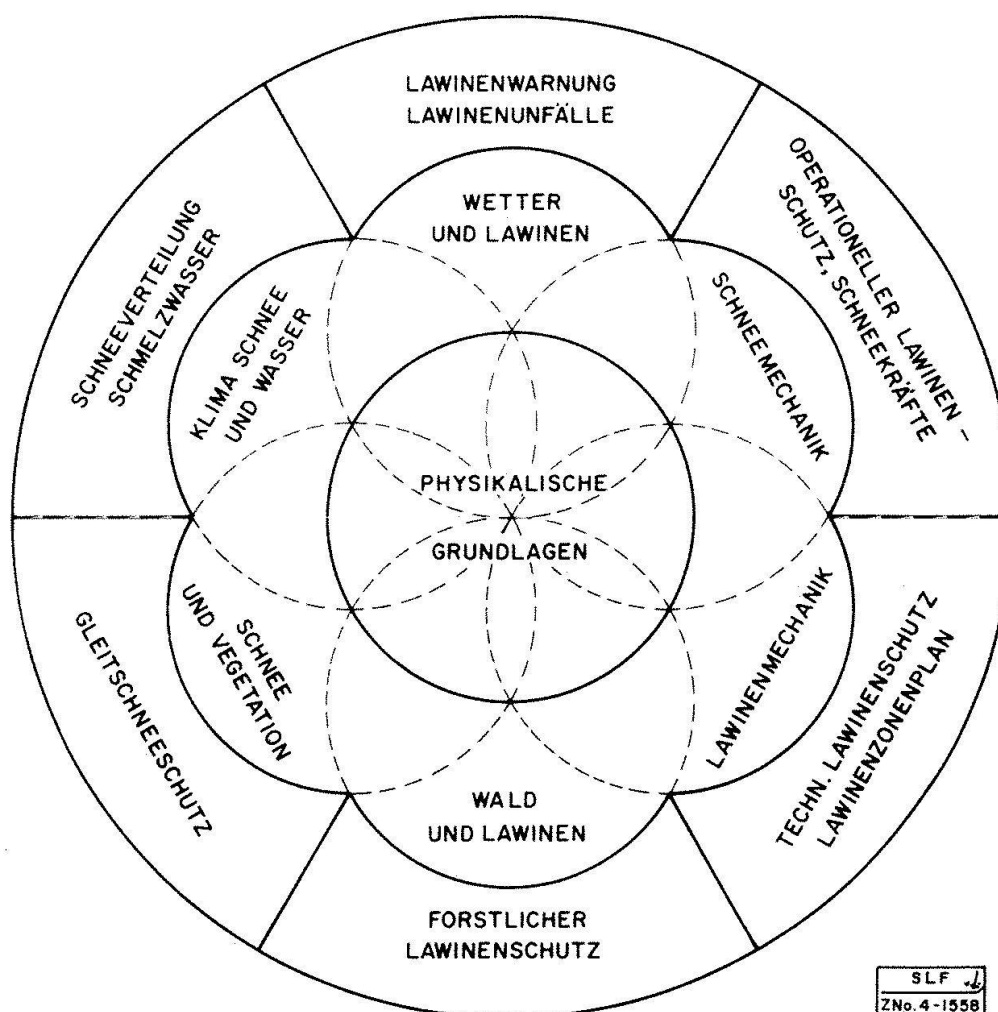 LAWINENWARNUNG
LAWINENUNFÄLLE
WETTER
UND LAWINEN
OPERATIONELLER LAWINEN -
SCHUTZ, SCHNEEKRÄFTE
SCHNEEMECHANIK
SCHNEEVERTEILUNG
SCHMELZWASSER
KLIMA SCHNEE
UND WASSER
PHYSIKALISCHE
GRUNDLAGEN
GLEITSCHNEESCHUTZ
SCHNEE
UND VEGETATION
LAWINENMECHANIK
TECHN. LAWINENSCHUTZ
LAWINENZONENPLAN
WALD
UND LAWINEN
FORSTLICHER
LAWINENSCHUTZ
SLF
ZNo. 4-1558